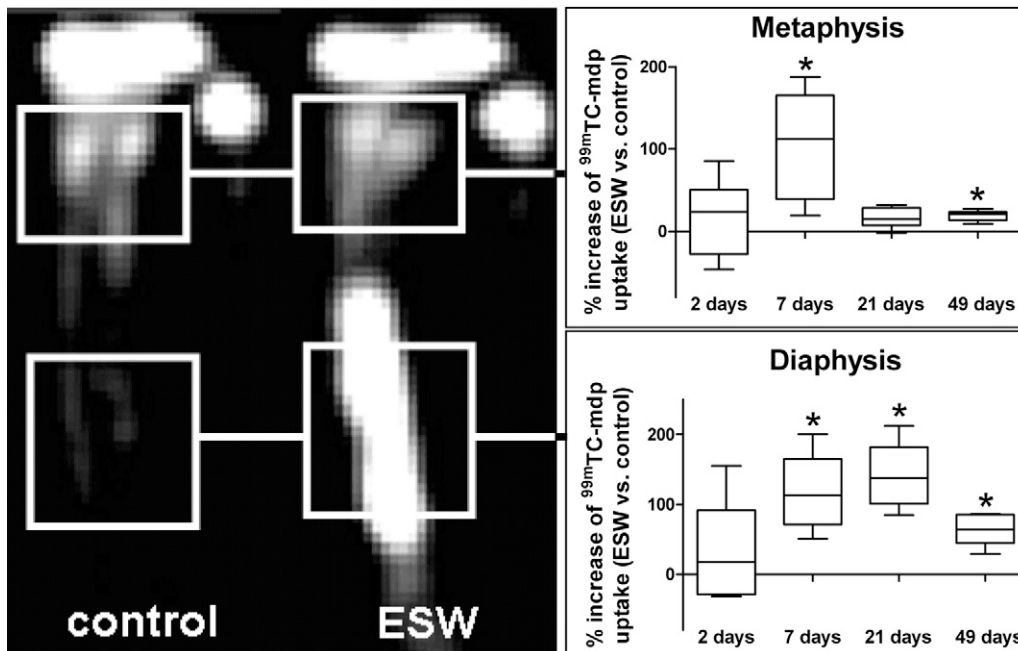 control
ESW
Metaphysis
% increase of 99mTC-mdp
uptake (ESW vs. control)
200
*
100
*
0
2 days 7 days 21 days 49 days
Diaphysis
% increase of 99mTC-mdp
uptake (ESW vs. control)
*
*
200
*
100
0
2 days 7 days 21 days 49 days